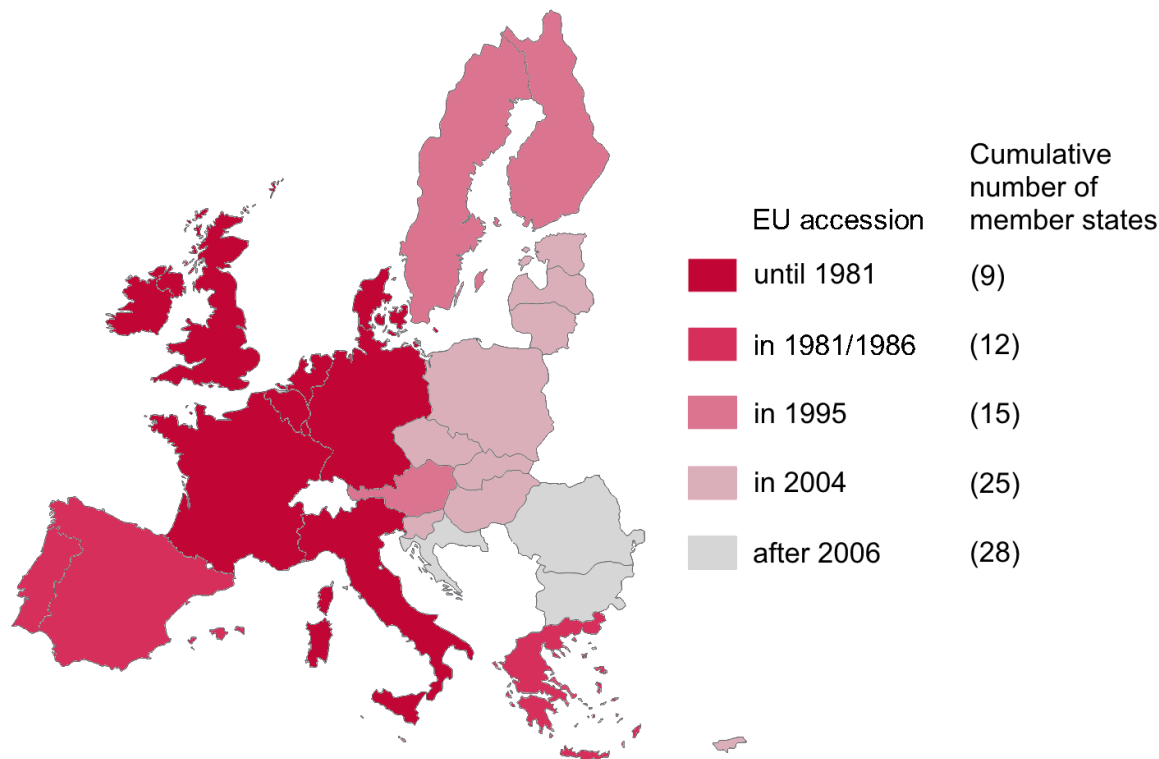 Cumulative
number of
member states
EU accession
until 1981 (9)
in 1981/1986 (12)
in 1995 (15)
in 2004 (25)
after 2006 (28)